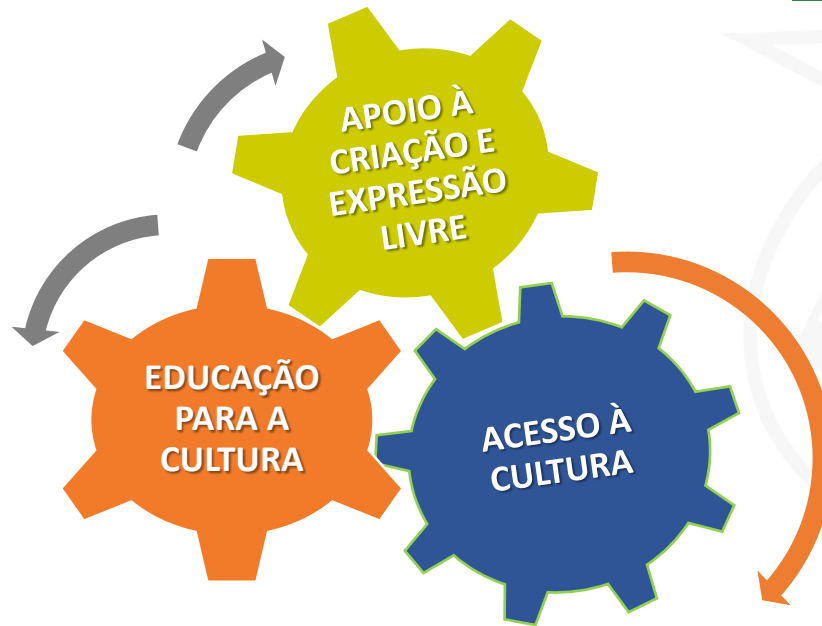 APOIO À
CRIAÇÃO E
EXPRESSÃO
LIVRE
EDUCAÇÃO
PARA A
CULTURA
ACESSO À
CULTURA